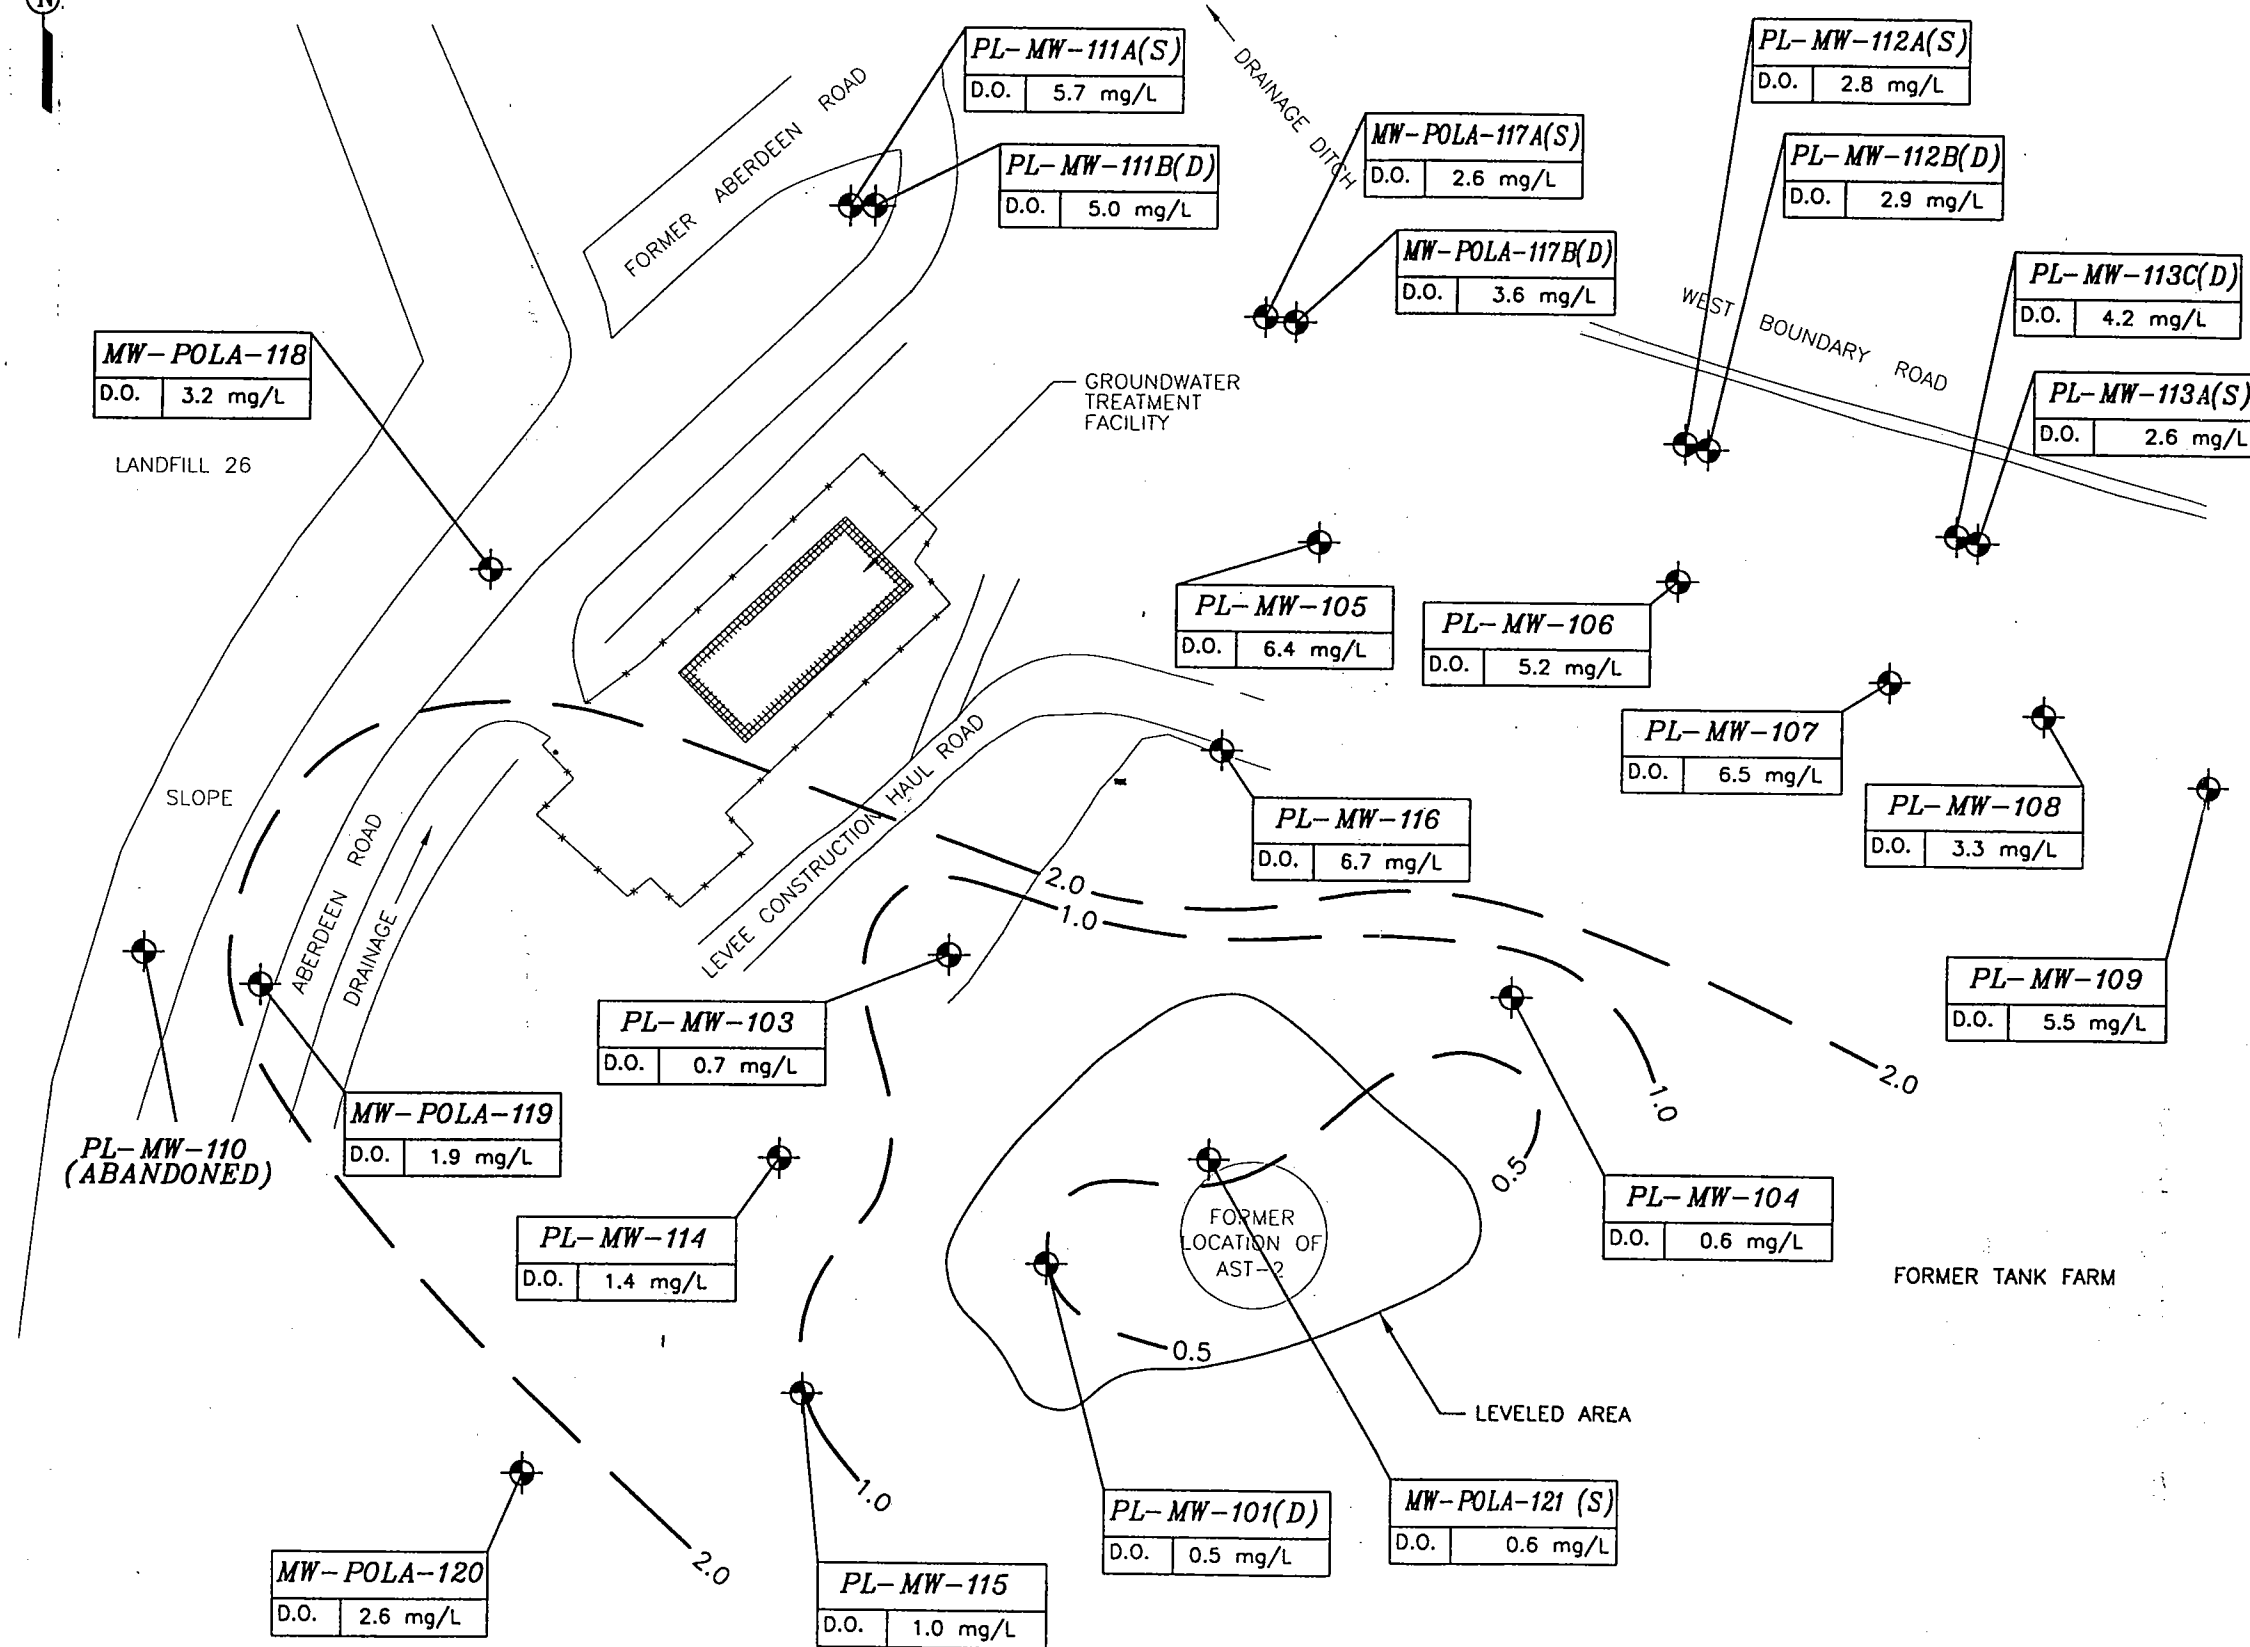 N
PL-MW-111A(S)
D.O. 5.7 mg/L
PL-MW-111B(D)
D.O. 5.0 mg/L
DRAINAGE DITCH
MW-POLA-117A(S)
D.O. 2.6 mg/L
MW-POLA-117B(D)
D.O. 3.6 mg/L
PL-MW-112A(S)
D.O. 2.8 mg/L
PL-MW-112B(D)
D.O. 2.9 mg/L
PL-MW-113C(D)
D.O. 4.2 mg/L
PL-MW-113A(S)
D.O. 2.6 mg/L
WEST BOUNDARY ROAD
FORMER ABERDEEN ROAD
MW-POLA-118
D.O. 3.2 mg/L
LANDFILL 26
GROUNDWATER
TREATMENT
FACILITY
PL-MW-105
D.O. 6.4 mg/L
PL-MW-106
D.O. 5.2 mg/L
PL-MW-107
D.O. 6.5 mg/L
PL-MW-108
D.O. 3.3 mg/L
PL-MW-116
D.O. 6.7 mg/L
SLOPE
ABERDEEN ROAD
DRAINAGE
LEVEE CONSTRUCTION HAUL ROAD
2.0
1.0
PL-MW-109
D.O. 5.5 mg/L
PL-MW-103
D.O. 0.7 mg/L
2.0
1.0
0.5
PL-MW-110
(ABANDONED)
MW-POLA-119
D.O. 1.9 mg/L
PL-MW-114
D.O. 1.4 mg/L
FORMER
LOCATION OF
AST-2
PL-MW-104
D.O. 0.6 mg/L
FORMER TANK FARM
0.5
LEVELED AREA
1.0
2.0
PL-MW-101(D)
D.O. 0.5 mg/L
MW-POLA-121 (S)
D.O. 0.6 mg/L
MW-POLA-120
D.O. 2.6 mg/L
PL-MW-115
D.O. 1.0 mg/L